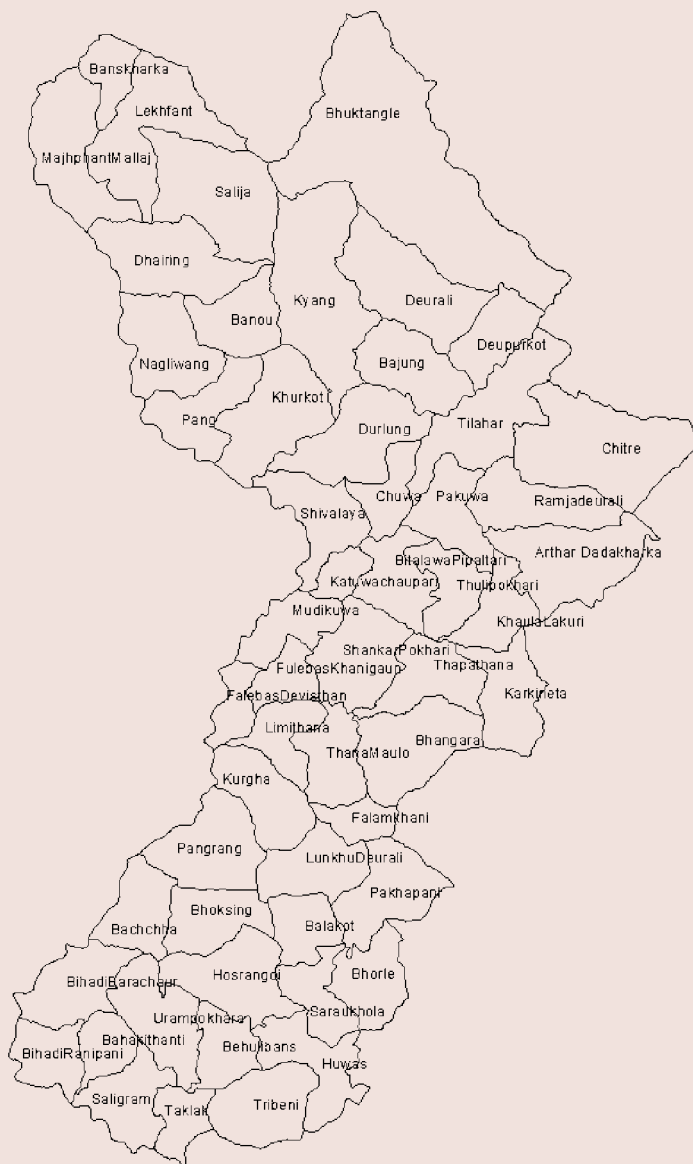 Banskharka
Lekhfant
Bhuktangle
MajhphantMallaj
Salija
Dhairing
Kyang
Deurali
Banou
Deupurkot
Nagliwang
Bajung
Khurkot
Pang
Durlung
Tilahar
Chitre
Chuwa
Pakuwa
Ramjadeurali
Shivalaya
Arthar Dadakharka
BitalawaPipaltari
Katuwachaupari
Thulipokhari
Mudikuwa
KhaulaLakuri
ShankarPokhari
FulebasKhanigaun
Thapathana
FalebasDevisthan
Karkineta
Limithana
ThanaMaulo
Bhangara
Kurgha
Falamkhani
Pangrang
LunkhuDeurali
Pakhapani
Bhoksing
Bachchha
Balakot
BihadiBarachaur
Hosrangoi
Bhorle
Urampokhara
Saraukhola
Bahakithanti
Behulibans
BihadiRanipani
Huwas
Saligram
Taklak
Tribeni